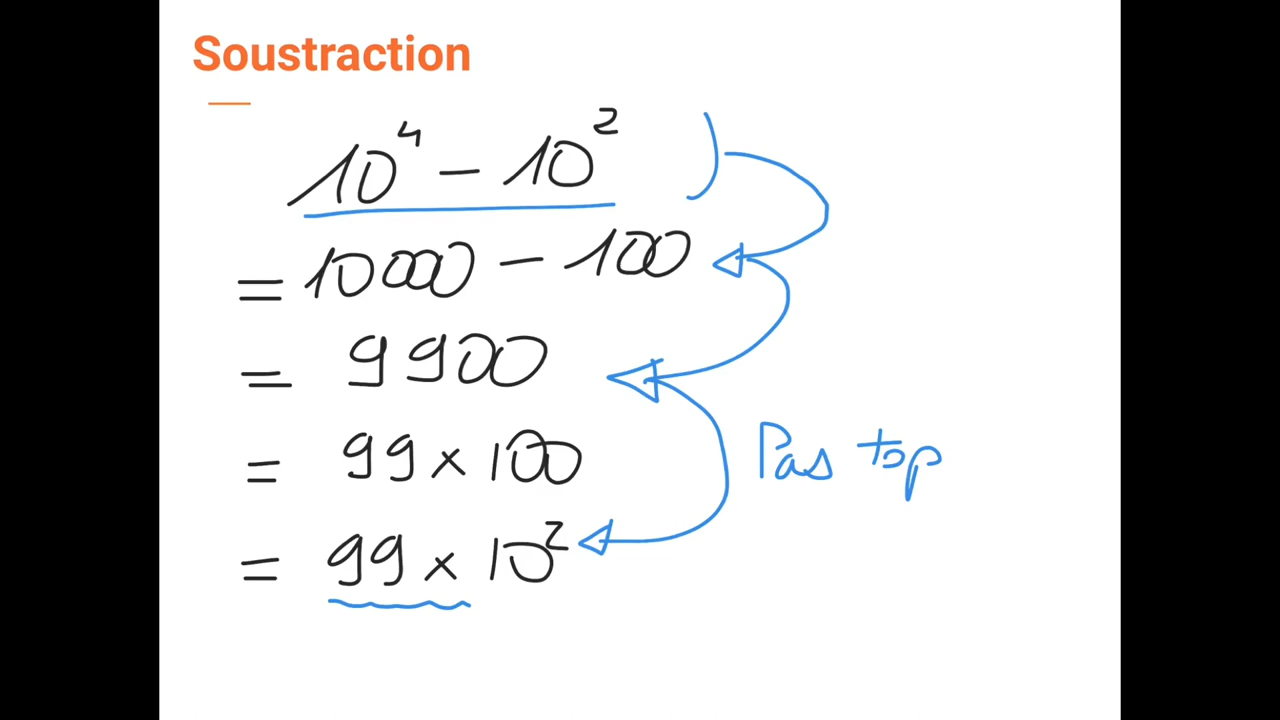 Soustraction
10⁴ − 10²
= 10000 − 100
= 9900
= 99 × 100
Pas top
= 99 × 10²